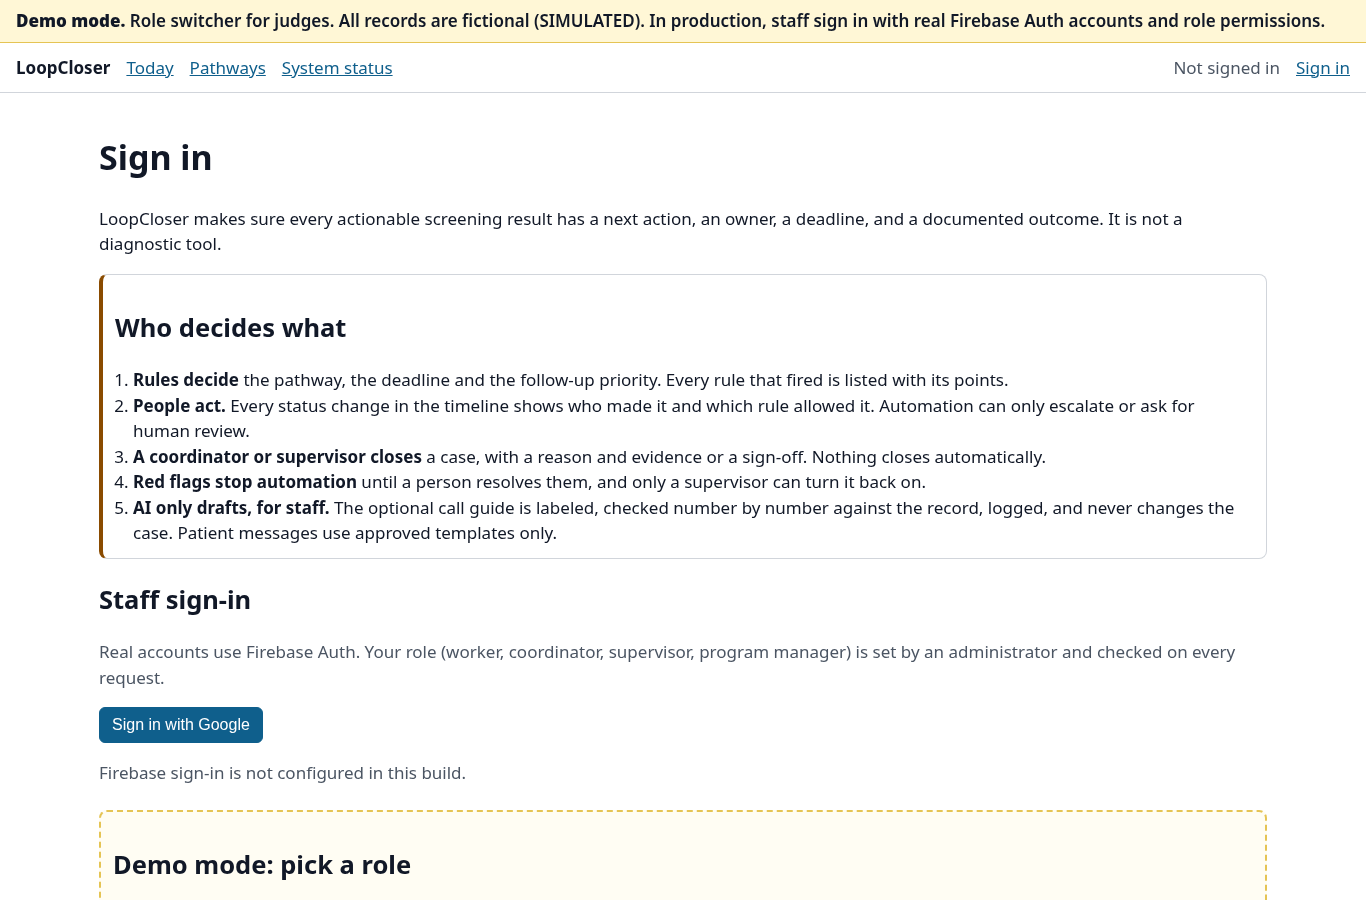 Demo mode. Role switcher for judges. All records are fictional (SIMULATED). In production, staff sign in with real Firebase Auth accounts and role permissions.
LoopCloser Today Pathways System status Not signed in Sign in
Sign in
LoopCloser makes sure every actionable screening result has a next action, an owner, a deadline, and a documented outcome. It is not a
diagnostic tool.
Who decides what
1. Rules decide the pathway, the deadline and the follow-up priority. Every rule that fired is listed with its points.
2. People act. Every status change in the timeline shows who made it and which rule allowed it. Automation can only escalate or ask for
human review.
3. A coordinator or supervisor closes a case, with a reason and evidence or a sign-off. Nothing closes automatically.
4. Red flags stop automation until a person resolves them, and only a supervisor can turn it back on.
5. AI only drafts, for staff. The optional call guide is labeled, checked number by number against the record, logged, and never changes the
case. Patient messages use approved templates only.
Staff sign-in
Real accounts use Firebase Auth. Your role (worker, coordinator, supervisor, program manager) is set by an administrator and checked on every
request.
Sign in with Google
Firebase sign-in is not configured in this build.
Demo mode: pick a role